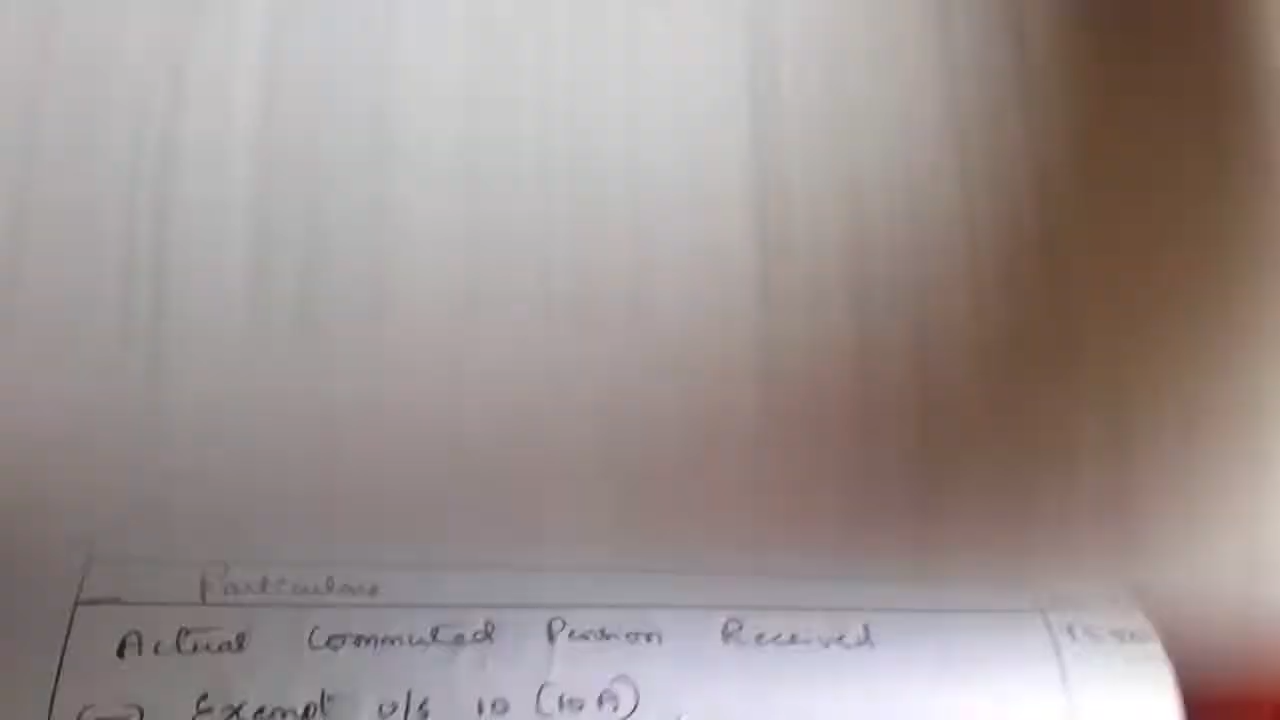 Particulars
Actual Commuted Pension Received
(-) Exempt u/s 10 (10A)